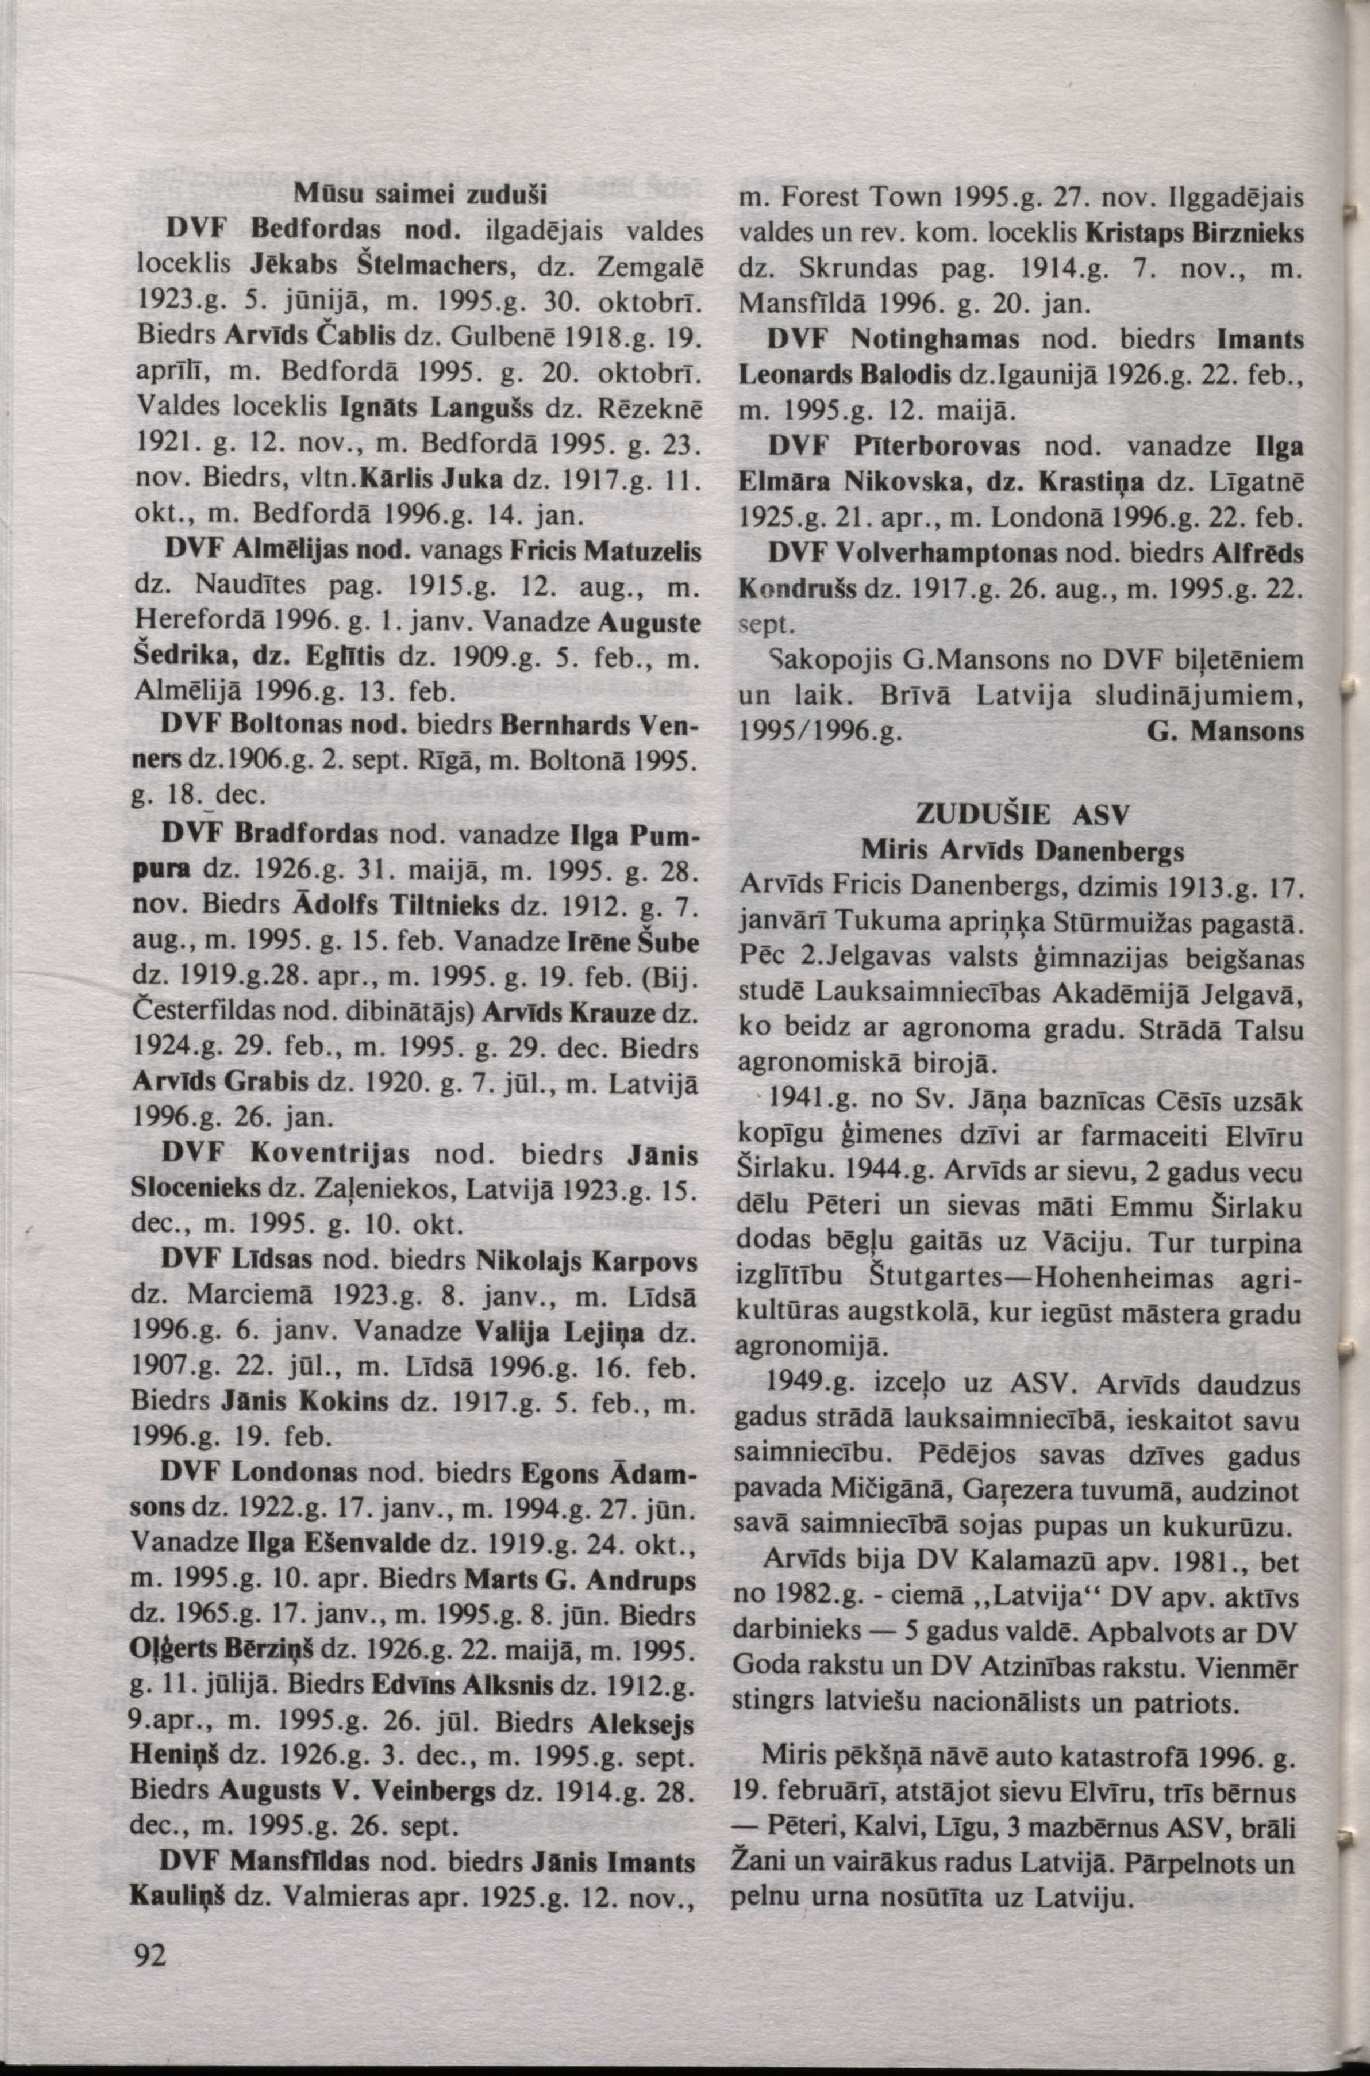 Mūsu saimei zuduši
DVF Bedfordas nod. ilgadējais valdes
loceklis Jēkabs Štelmachers, dz. Zemgalē
1923.g. 5. jūnijā, m. 1995.g. 30. oktobrī.
Biedrs Arvīds Čablis dz. Gulbenē 1918.g. 19.
aprīlī, m. Bedfordā 1995. g. 20. oktobrī.
Valdes loceklis Ignāts Langušs dz. Rēzeknē
1921. g. 12. nov., m. Bedfordā 1995. g. 23.
nov. Biedrs, vltn.Kārlis Juka dz. 1917.g. 11.
okt., m. Bedfordā 1996.g. 14. jan.
DVF Almēlijas nod. vanags Fricis Matuzelis
dz. Naudītes pag. 1915.g. 12. aug., m.
Herefordā 1996. g. 1. janv. Vanadze Auguste
Šedrika, dz. Eglītis dz. 1909.g. 5. feb., m.
Almēlijā 1996.g. 13. feb.
DVF Boltonas nod. biedrs Bernhards Ven-
ners dz.1906.g. 2. sept. Rīgā, m. Boltonā 1995.
g. 18. dec.
DVF Bradfordas nod. vanadze Ilga Pum-
pura dz. 1926.g. 31. maijā, m. 1995. g. 28.
nov. Biedrs Ādolfs Tiltnieks dz. 1912. g. 7.
aug., m. 1995. g. 15. feb. Vanadze Irēne Šube
dz. 1919.g.28. apr., m. 1995. g. 19. feb. (Bij.
Česterfildas nod. dibinātājs) Arvīds Krauze dz.
1924.g. 29. feb., m. 1995. g. 29. dec. Biedrs
Arvīds Grabis dz. 1920. g. 7. jūl., m. Latvijā
1996.g. 26. jan.
DVF Koventrijas nod. biedrs Jānis
Slocenieks dz. Zaļeniekos, Latvijā 1923.g. 15.
dec., m. 1995. g. 10. okt.
DVF Līdsas nod. biedrs Nikolajs Karpovs
dz. Marciemā 1923.g. 8. janv., m. Līdsā
1996.g. 6. janv. Vanadze Valija Lejiņa dz.
1907.g. 22. jūl., m. Līdsā 1996.g. 16. feb.
Biedrs Jānis Kokins dz. 1917.g. 5. feb., m.
1996.g. 19. feb.
DVF Londonas nod. biedrs Egons Ādam-
sons dz. 1922.g. 17. janv., m. 1994.g. 27. jūn.
Vanadze Ilga Ešenvalde dz. 1919.g. 24. okt.,
m. 1995.g. 10. apr. Biedrs Marts G. Andrups
dz. 1965.g. 17. janv., m. 1995.g. 8. jūn. Biedrs
Oļģerts Bērziņš dz. 1926.g. 22. maijā, m. 1995.
g. 11. jūlijā. Biedrs Edvīns Alksnis dz. 1912.g.
9.apr., m. 1995.g. 26. jūl. Biedrs Aleksejs
Heniņš dz. 1926.g. 3. dec., m. 1995.g. sept.
Biedrs Augusts V. Veinbergs dz. 1914.g. 28.
dec., m. 1995.g. 26. sept.
DVF Mansfīldas nod. biedrs Jānis Imants
Kauliņš dz. Valmieras apr. 1925.g. 12. nov.,
92
m. Forest Town 1995.g. 27. nov. Ilggadējais
valdes un rev. kom. loceklis Kristaps Birznieks
dz. Skrundas pag. 1914.g. 7. nov., m.
Mansfīldā 1996. g. 20. jan.
DVF Notinghamas nod. biedrs Imants
Leonards Balodis dz.Igaunijā 1926.g. 22. feb.,
m. 1995.g. 12. maijā.
DVF Pīterborovas nod. vanadze Ilga
Elmāra Nikovska, dz. Krastiņa dz. Līgatnē
1925.g. 21. apr., m. Londonā 1996.g. 22. feb.
DVF Volverhamptonas nod. biedrs Alfrēds
Kondrušs dz. 1917.g. 26. aug., m. 1995.g. 22.
sept.
Sakopojis G.Mansons no DVF biļetēniem
un laik. Brīvā Latvija sludinājumiem,
1995/1996.g. G. Mansons
ZUDUŠIE ASV
Miris Arvīds Danenbergs
Arvīds Fricis Danenbergs, dzimis 1913.g. 17.
janvārī Tukuma apriņķa Stūrmuižas pagastā.
Pēc 2.Jelgavas valsts ģimnazijas beigšanas
studē Lauksaimniecības Akadēmijā Jelgavā,
ko beidz ar agronoma gradu. Strādā Talsu
agronomiskā birojā.
1941.g. no Sv. Jāņa baznīcas Cēsīs uzsāk
kopīgu ģimenes dzīvi ar farmaceiti Elvīru
Širlaku. 1944.g. Arvīds ar sievu, 2 gadus vecu
dēlu Pēteri un sievas māti Emmu Širlaku
dodas bēgļu gaitās uz Vāciju. Tur turpina
izglītību Štutgartes—Hohenheimas agri-
kultūras augstkolā, kur iegūst māstera gradu
agronomijā.
1949.g. izceļo uz ASV. Arvīds daudzus
gadus strādā lauksaimniecībā, ieskaitot savu
saimniecību. Pēdējos savas dzīves gadus
pavada Mičigānā, Gaŗezera tuvumā, audzinot
savā saimniecībā sojas pupas un kukurūzu.
Arvīds bija DV Kalamazū apv. 1981., bet
no 1982.g. - ciemā ,,Latvija“ DV apv. aktīvs
darbinieks — 5 gadus valdē. Apbalvots ar DV
Goda rakstu un DV Atzinības rakstu. Vienmēr
stingrs latviešu nacionālists un patriots.
Miris pēkšņā nāvē auto katastrofā 1996. g.
19. februārī, atstājot sievu Elvīru, trīs bērnus
— Pēteri, Kalvi, Līgu, 3 mazbērnus ASV, brāli
Žani un vairākus radus Latvijā. Pārpelnots un
pelnu urna nosūtīta uz Latviju.